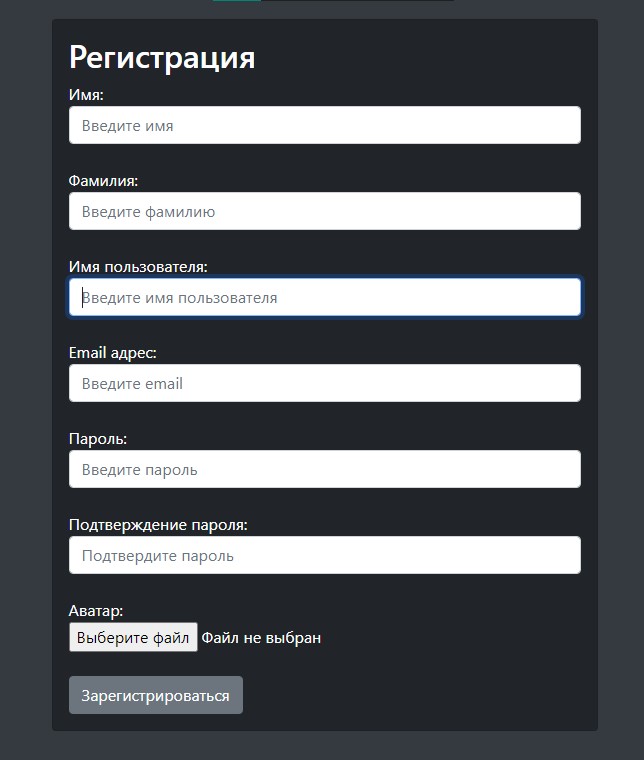 Регистрация
Имя:
Введите имя
Фамилия:
Введите фамилию
Имя пользователя:
Введите имя пользователя
Email адрес:
Введите email
Пароль:
Введите пароль
Подтверждение пароля:
Подтвердите пароль
Аватар:
Выберите файл Файл не выбран
Зарегистрироваться